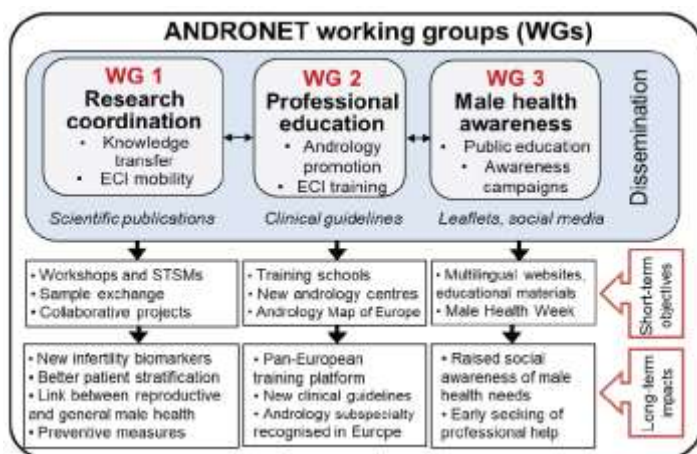 ANDRONET working groups (WGs)
WG 1
Research
coordination
• Knowledge
transfer
• ECI mobility
Scientific publications
WG 2
Professional
education
• Andrology
promotion
• ECI training
Clinical guidelines
WG 3
Male health
awareness
• Public education
• Awareness
campaigns
Leaflets, social media
Dissemination
• Workshops and STSMs
• Sample exchange
• Collaborative projects
• Training schools
• New andrology centres
• Andrology Map of Europe
• Multilingual websites,
educational materials
• Male Health Week
Short-term
objectives
• New infertility biomarkers
• Better patient stratification
• Link between reproductive
and general male health
• Preventive measures
• Pan-European
training platform
• New clinical guidelines
• Andrology subspecialty
recognised in Europe
• Raised social
awareness of male
health needs
• Early seeking of
professional help
Long-term
impacts